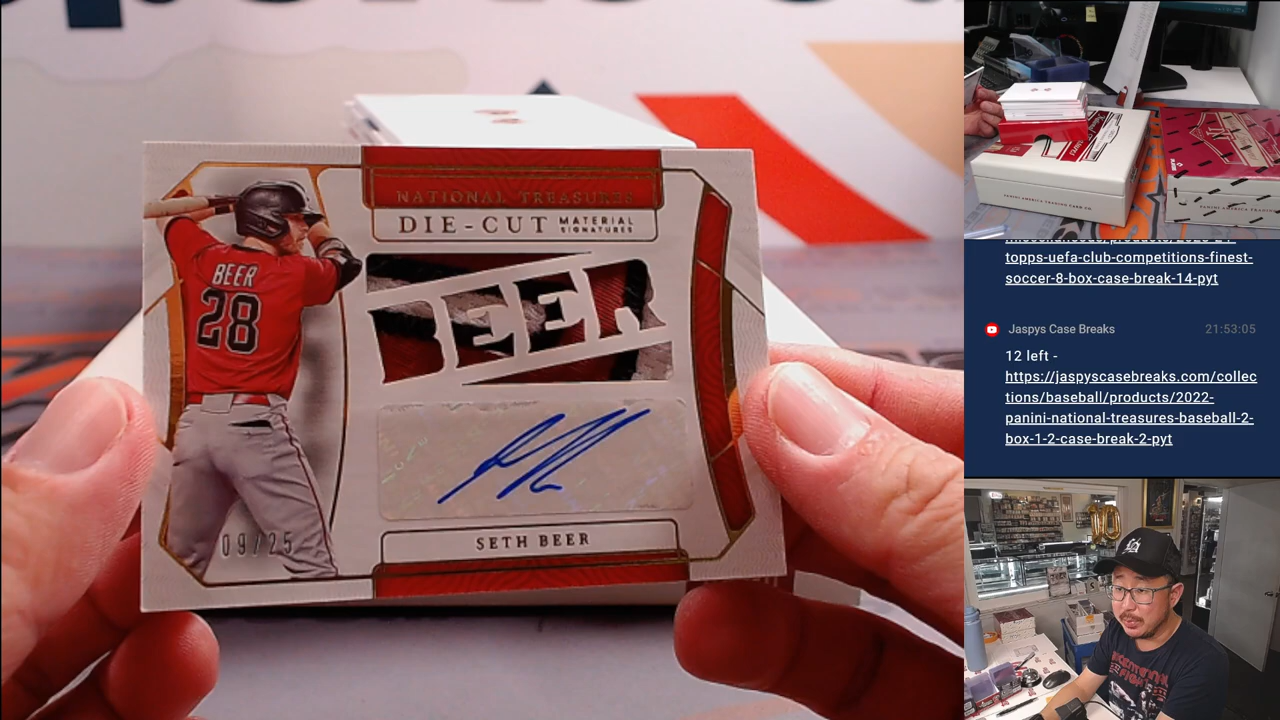 NATIONAL TREASURES
DIE-CUT MATERIAL SIGNATURES
BEER
28
BEER
09/25
SETH BEER
topps-uefa-club-competitions-finest-
soccer-8-box-case-break-14-pyt
Jaspys Case Breaks 21:53:05
12 left -
https://jaspyscasebreaks.com/collec
tions/baseball/products/2022-
panini-national-treasures-baseball-2-
box-1-2-case-break-2-pyt